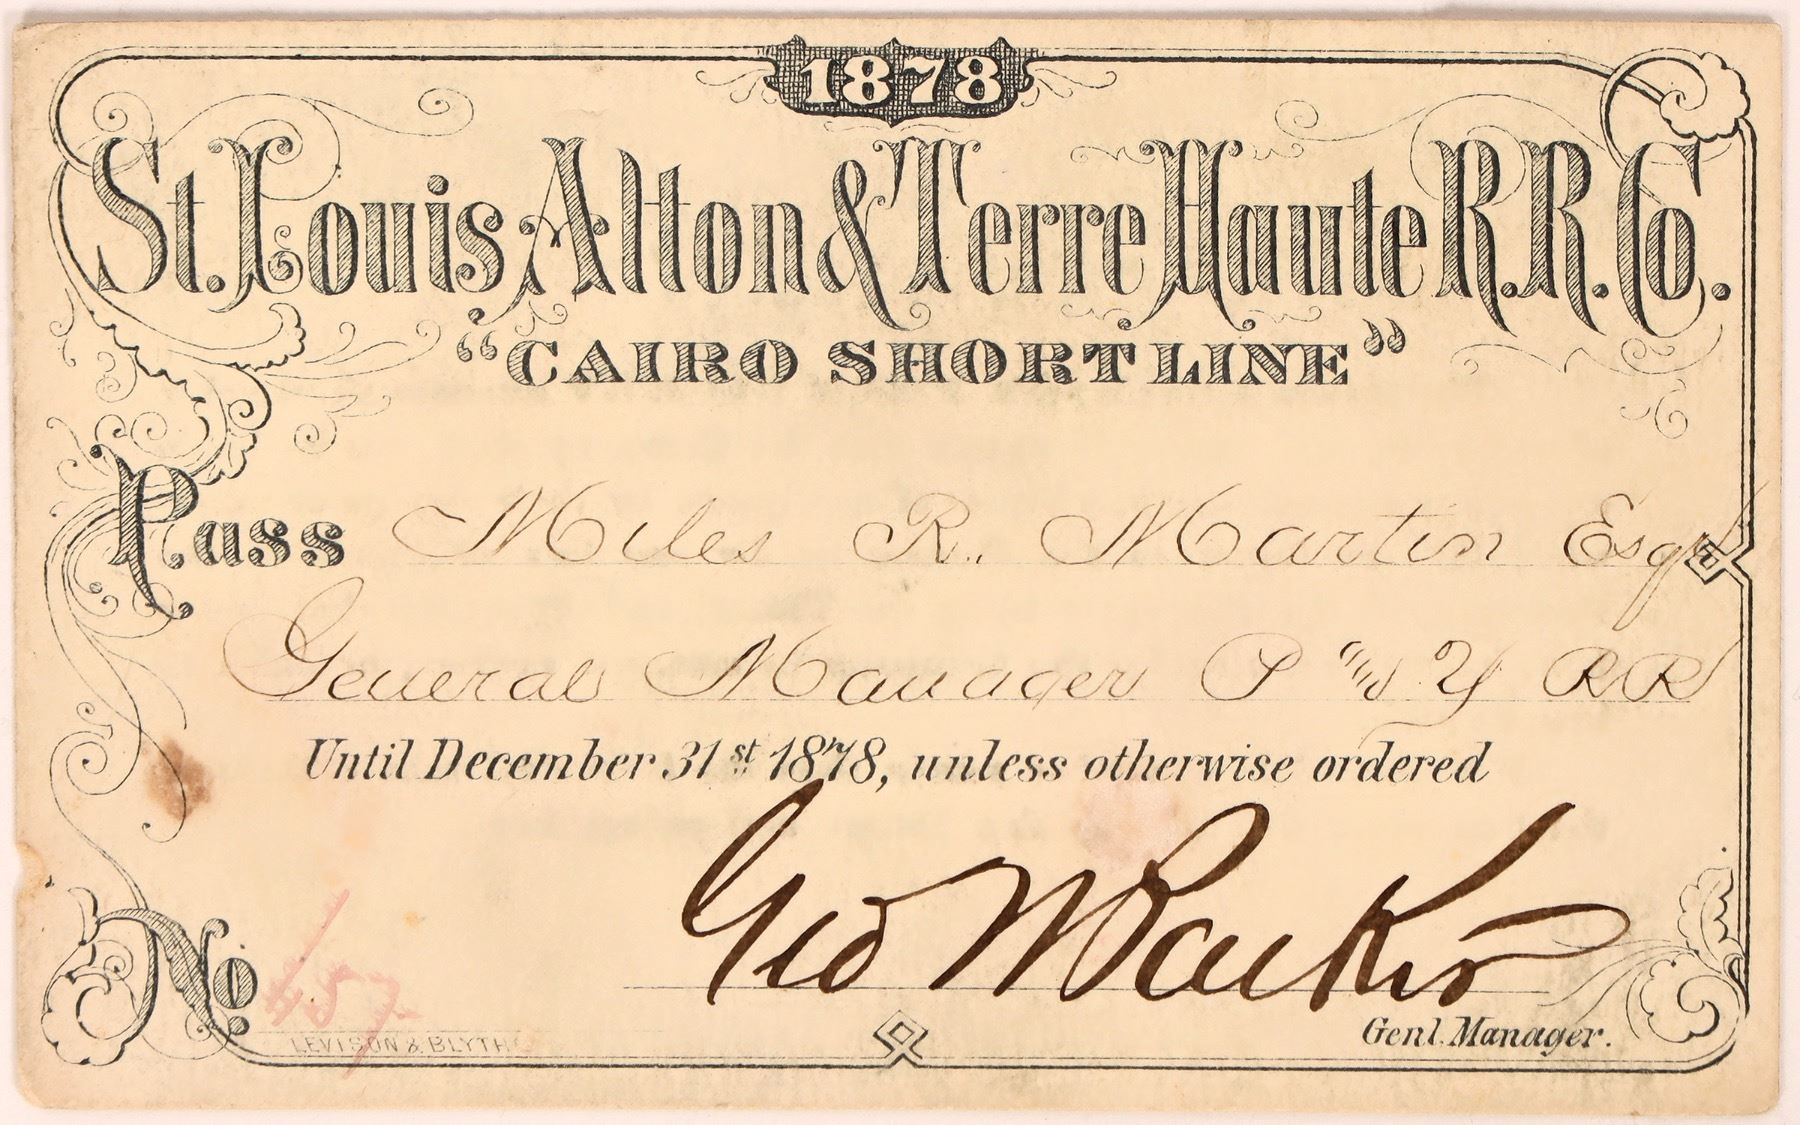 1878
St. Louis Alton & Terre Haute R.R. Co.
"CAIRO SHORT LINE"
Pass Miles R. Martin Esq
General Manager P & Y RR
Until December 31st 1878, unless otherwise ordered
Geo W Parker
Genl. Manager.
No. 457
LEVISON & BLYTHE